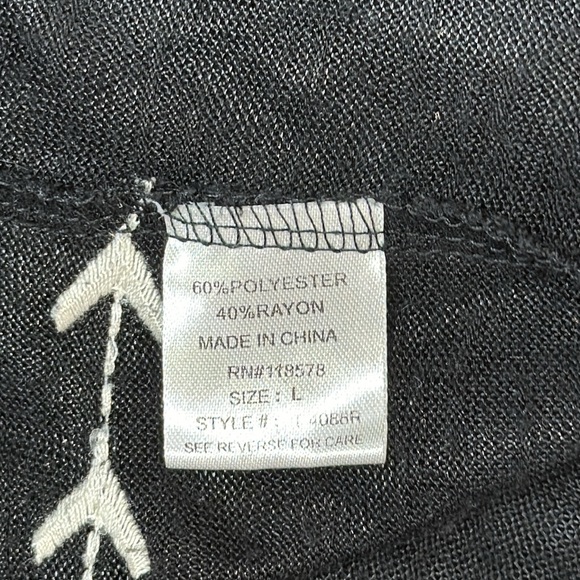 60%POLYESTER
40%RAYON
MADE IN CHINA
RN#118578
SIZE : L
STYLE # :
SEE REVERSE FOR CARE